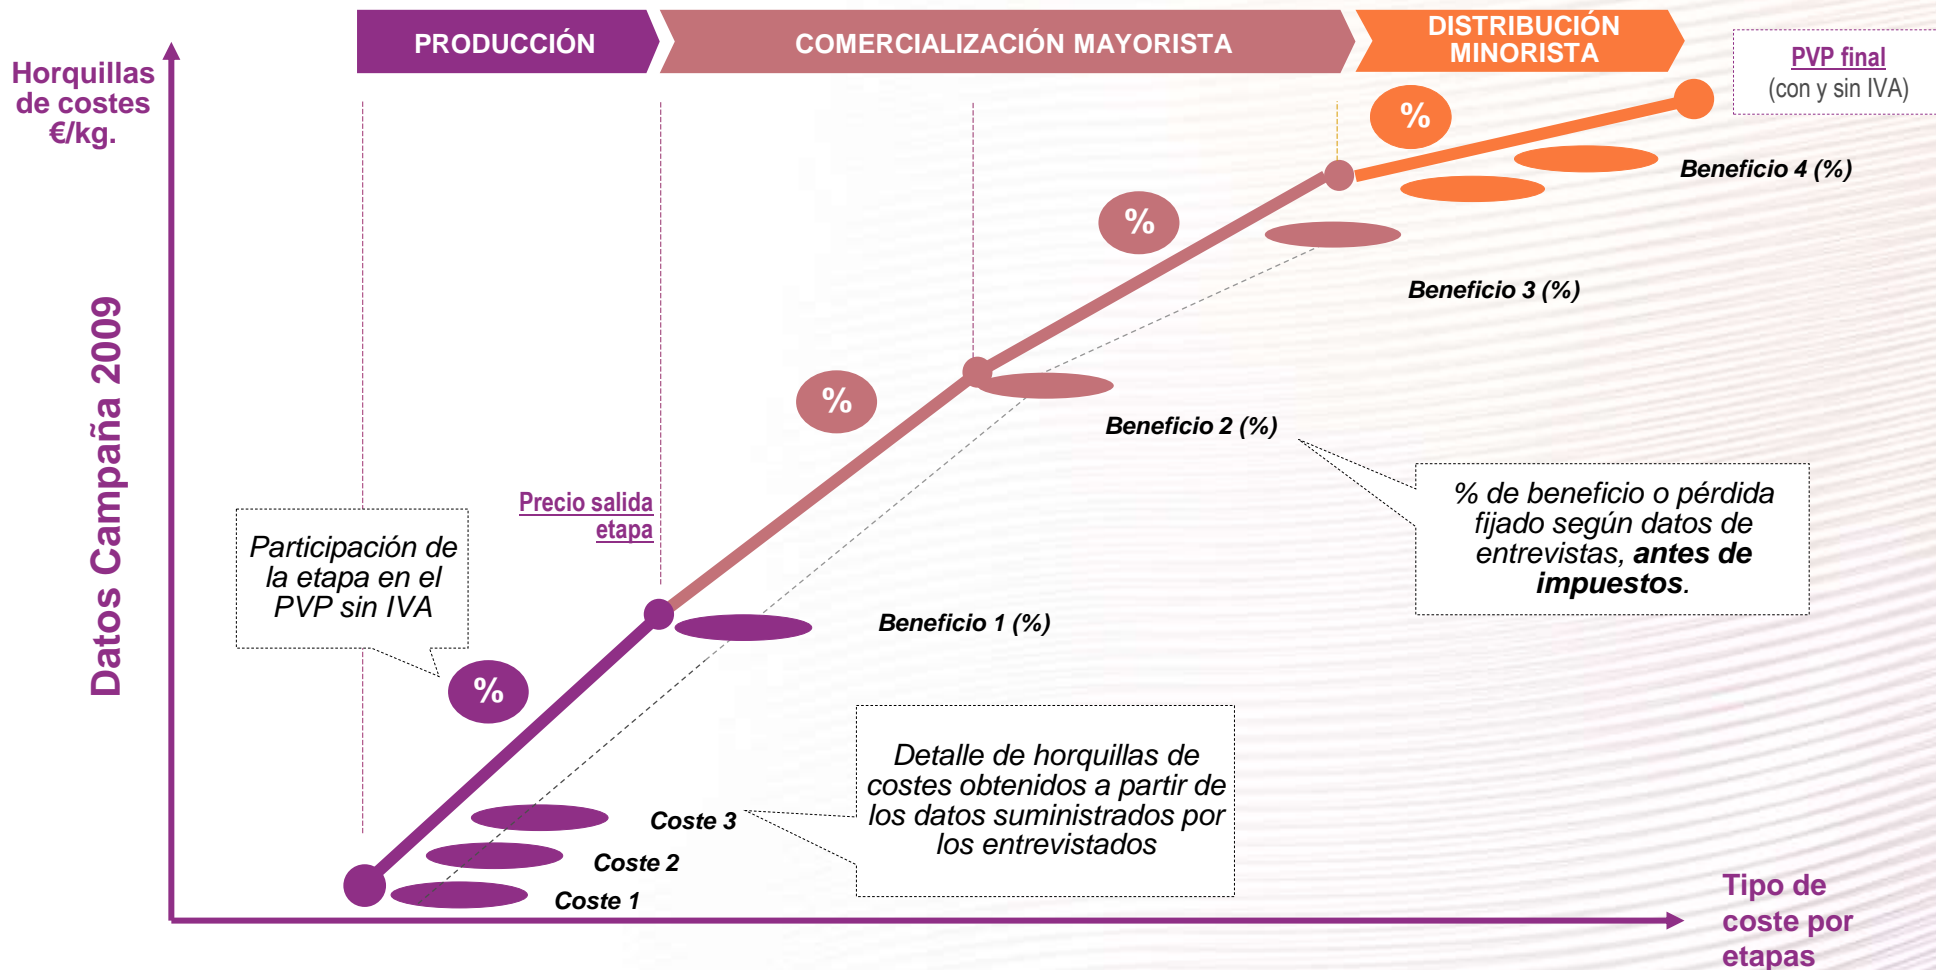 PRODUCCIÓN
COMERCIALIZACIÓN MAYORISTA
DISTRIBUCIÓN
MINORISTA
PVP final
(con y sin IVA)
Horquillas
de costes
€/kg.
Datos Campaña 2009
%
Beneficio 4 (%)
%
Beneficio 3 (%)
%
Beneficio 2 (%)
% de beneficio o pérdida
fijado según datos de
entrevistas, antes de
impuestos.
Precio salida
etapa
Participación de
la etapa en el
PVP sin IVA
Beneficio 1 (%)
%
Detalle de horquillas de
costes obtenidos a partir de
los datos suministrados por
los entrevistados
Coste 3
Coste 2
Coste 1
Tipo de
coste por
etapas